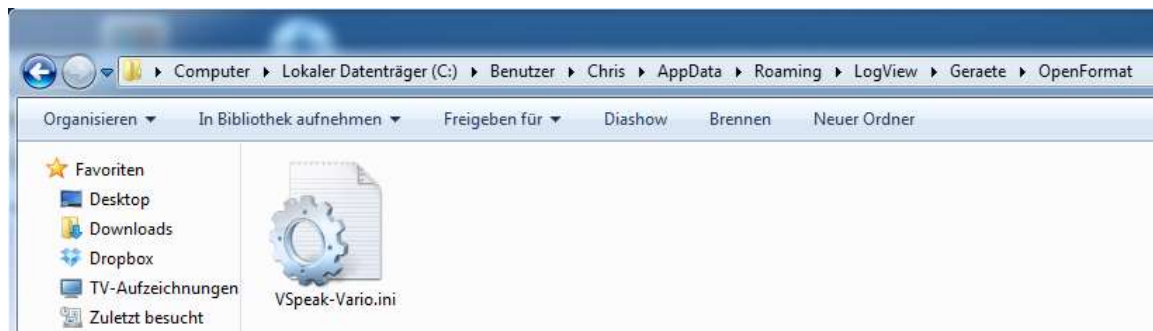 Computer Lokaler Datenträger (C:) Benutzer Chris AppData Roaming LogView Geraete OpenFormat
Organisieren In Bibliothek aufnehmen Freigeben für Diashow Brennen Neuer Ordner
Favoriten
Desktop
Downloads
Dropbox
TV-Aufzeichnungen
Zuletzt besucht
VSpeak-Vario.ini